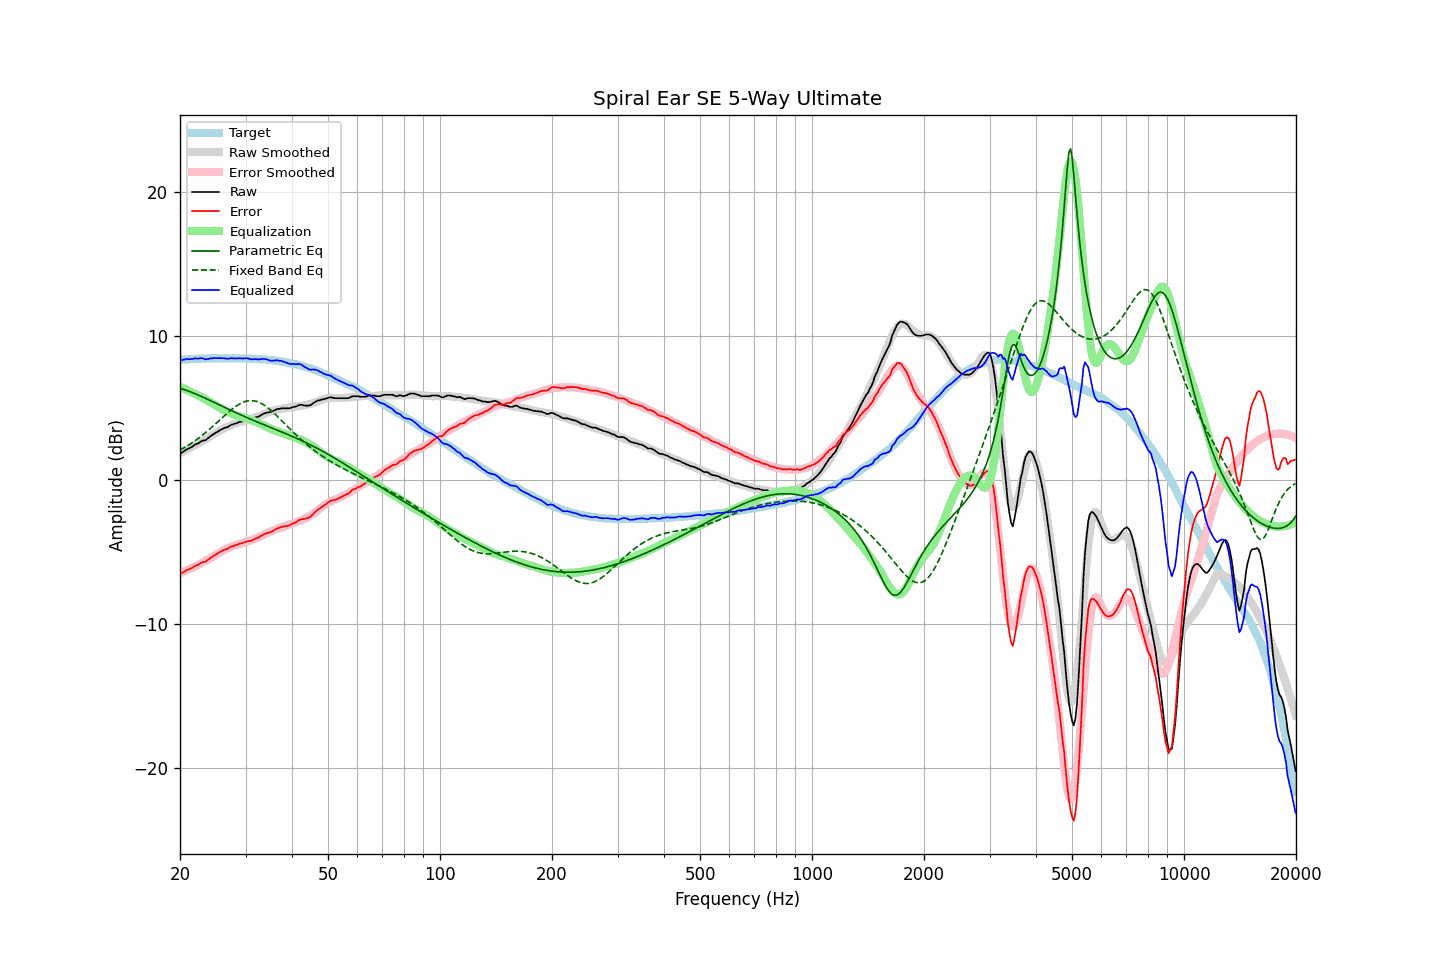 Spiral Ear SE 5-Way Ultimate
Target
Raw Smoothed
Error Smoothed
Raw
Error
Equalization
Parametric Eq
Fixed Band Eq
Equalized
20
10
0
−10
−20
Amplitude (dBr)
20 50 100 200 500 1000 2000 5000 10000 20000
Frequency (Hz)